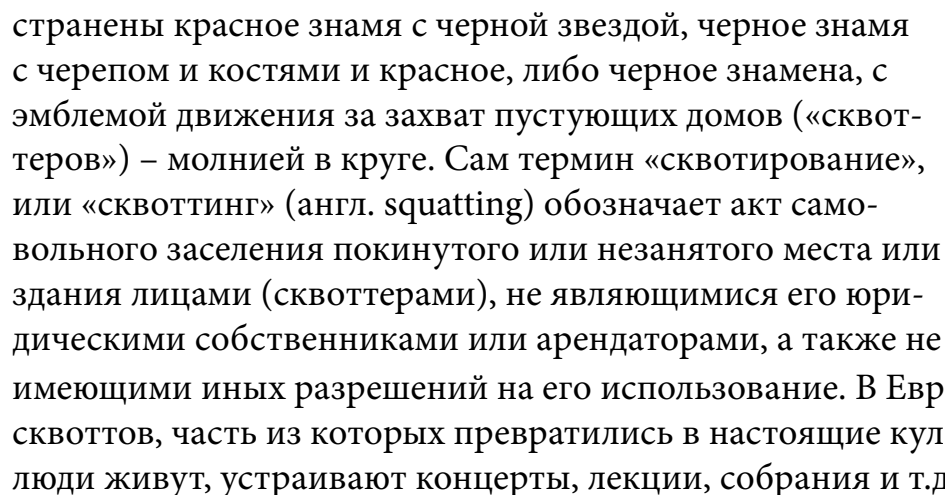 странены красное знамя с черной звездой, черное знамя
с черепом и костями и красное, либо черное знамена, с
эмблемой движения за захват пустующих домов («сквот-
теров») – молнией в круге. Сам термин «сквотирование»,
или «сквоттинг» (англ. squatting) обозначает акт само-
вольного заселения покинутого или незанятого места или
здания лицами (сквоттерами), не являющимися его юри-
дическими собственниками или арендаторами, а также не
имеющими иных разрешений на его использование. В Евр
сквоттов, часть из которых превратились в настоящие кул
люди живут, устраивают концерты, лекции, собрания и т.д